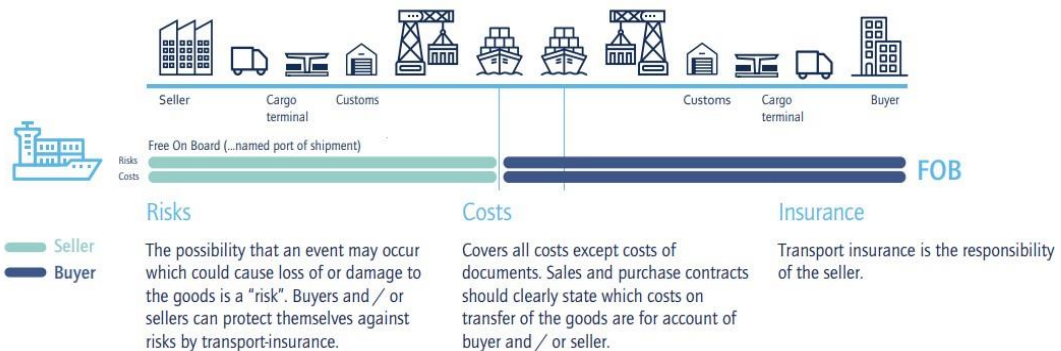 Seller
Cargo
terminal
Customs
Customs
Cargo
terminal
Buyer
Free On Board (...named port of shipment)
Risks
Costs
FOB
Seller
Buyer
Risks
The possibility that an event may occur
which could cause loss of or damage to
the goods is a “risk”. Buyers and / or
sellers can protect themselves against
risks by transport-insurance.
Costs
Covers all costs except costs of
documents. Sales and purchase contracts
should clearly state which costs on
transfer of the goods are for account of
buyer and / or seller.
Insurance
Transport insurance is the responsibility
of the seller.